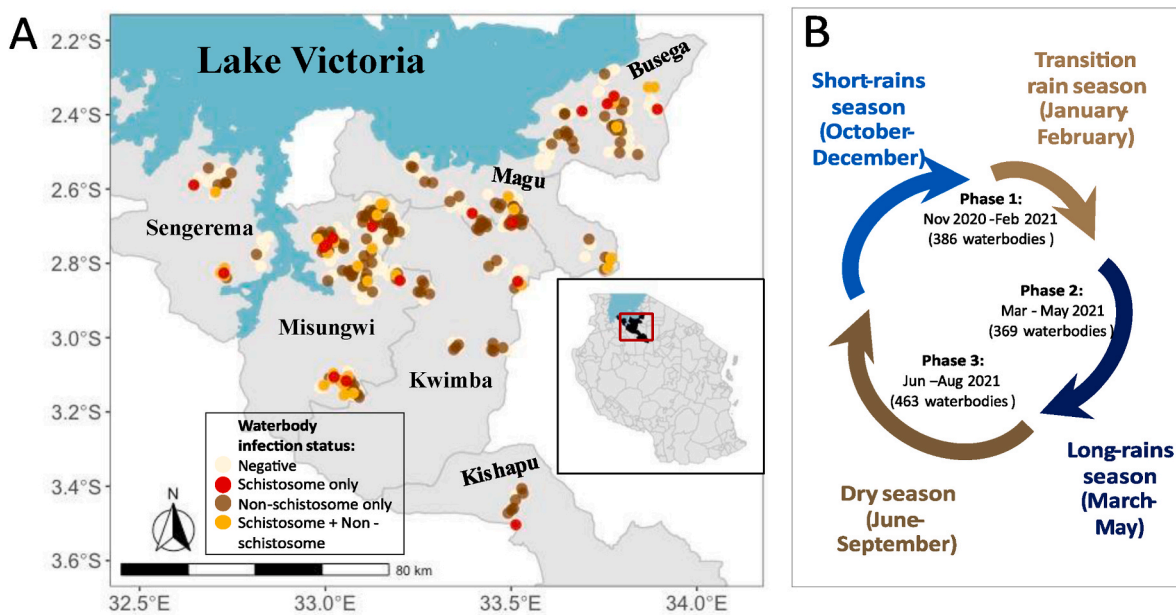 A
2.2°S
2.4°S
2.6°S
2.8°S
3.0°S
3.2°S
3.4°S
3.6°S
32.5°E
33.0°E
33.5°E
34.0°E
Lake Victoria
Busega
Magu
Sengerema
Misungwi
Kwimba
Kishapu
Waterbody
infection status:
Negative
Schistosome only
Non-schistosome only
Schistosome + Non -
schistosome
N
80 km
B
Short-rains
season
(October-
December)
Transition
rain season
(January-
February)
Phase 1:
Nov 2020 -Feb 2021
(386 waterbodies )
Phase 2:
Mar - May 2021
(369 waterbodies )
Phase 3:
Jun –Aug 2021
(463 waterbodies )
Long-rains
season
(March-
May)
Dry season
(June-
September)